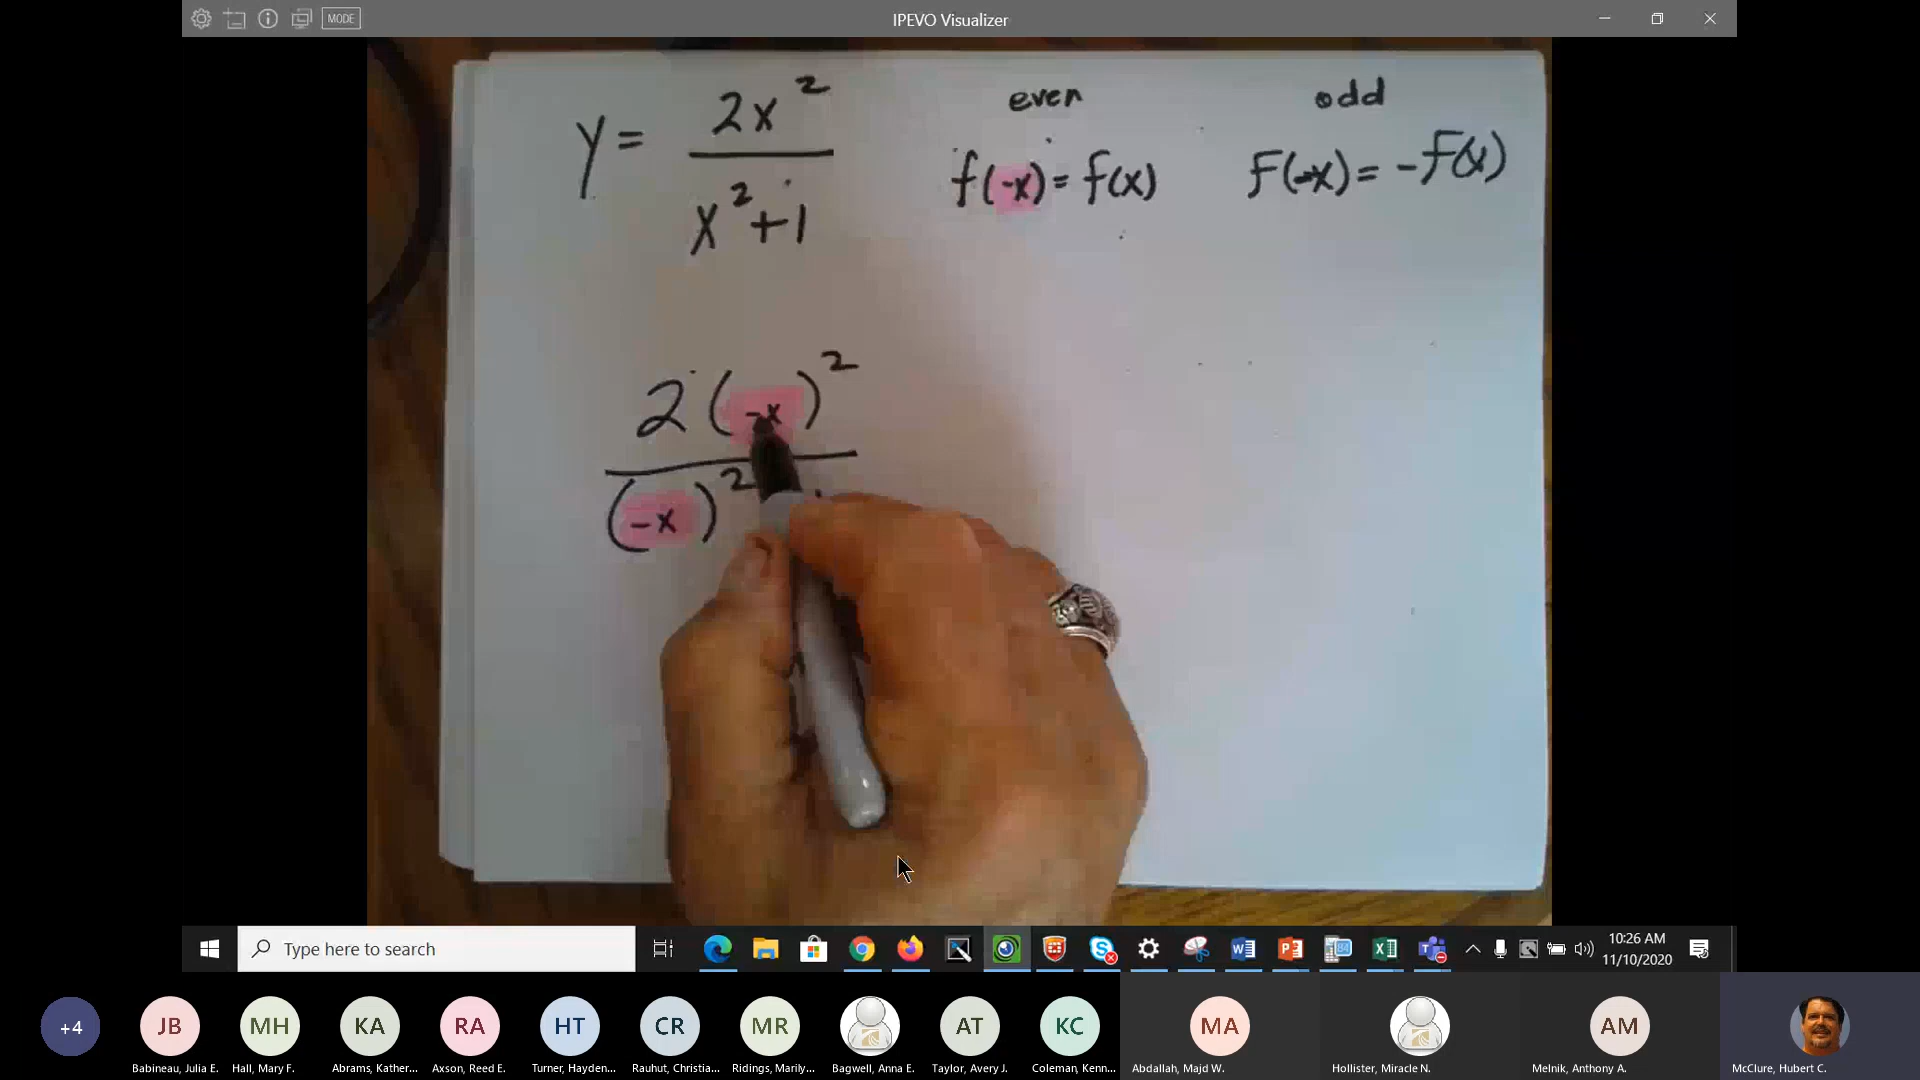 MODE
IPEVO Visualizer
y = 2x² / x²+1
even
f(-x) = f(x)
odd
f(-x) = -f(x)
2(-x)²
(-x)²
Type here to search
10:26 AM
11/10/2020
+4
JB
MH
KA
RA
HT
CR
MR
AT
KC
MA
AM
Babineau, Julia E.
Hall, Mary F.
Abrams, Kather...
Axson, Reed E.
Turner, Hayden...
Rauhut, Christia...
Ridings, Marily...
Bagwell, Anna E.
Taylor, Avery J.
Coleman, Kenn...
Abdallah, Majd W.
Hollister, Miracle N.
Melnik, Anthony A.
McClure, Hubert C.